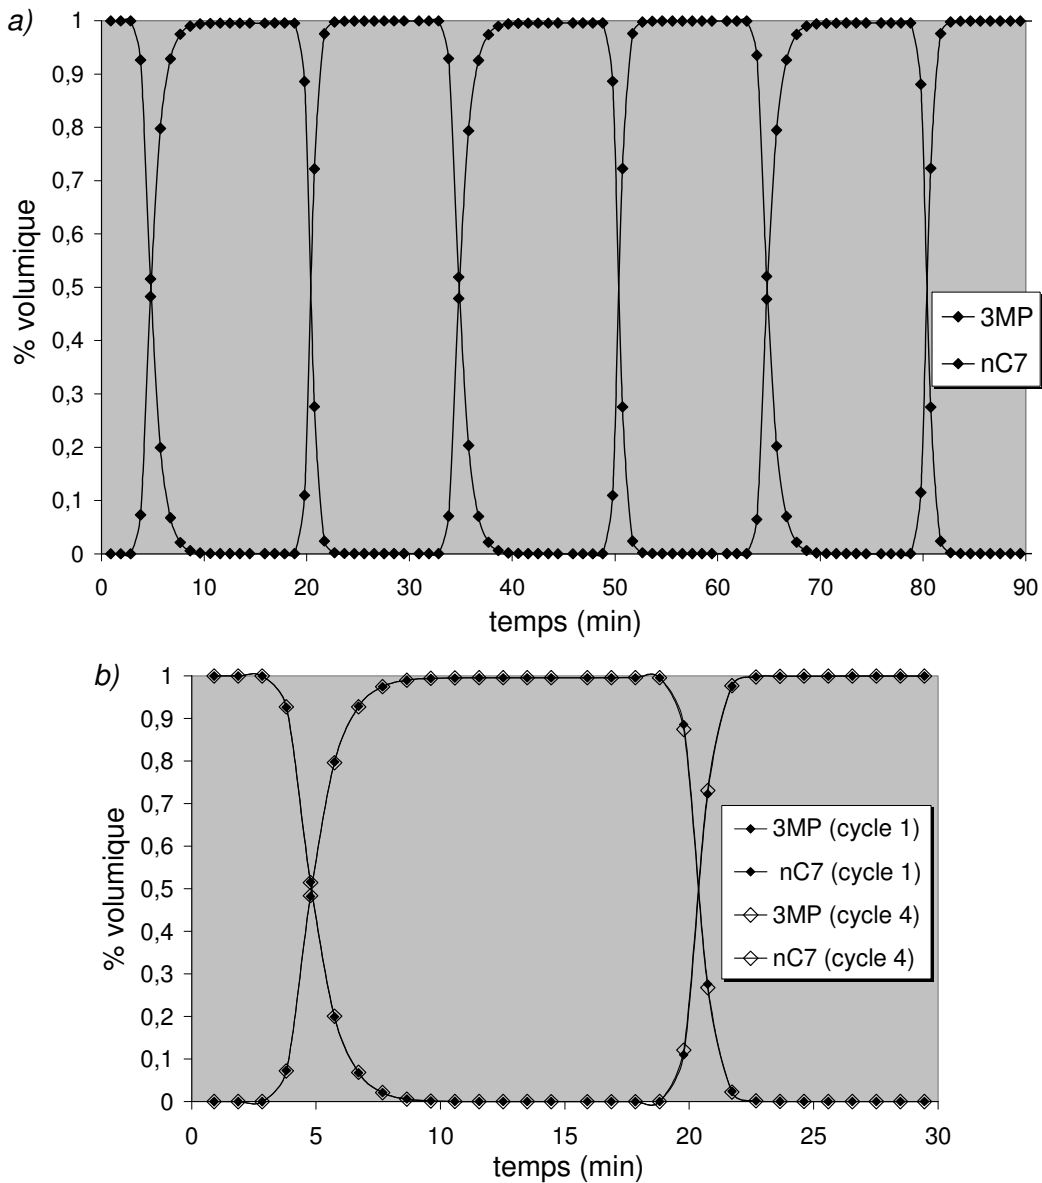 a)
1
0,9
0,8
0,7
0,6
0,5
0,4
0,3
0,2
0,1
0
% volumique
3MP
nC7
0 10 20 30 40 50 60 70 80 90
temps (min)
b)
1
0,9
0,8
0,7
0,6
0,5
0,4
0,3
0,2
0,1
0
% volumique
3MP (cycle 1)
nC7 (cycle 1)
3MP (cycle 4)
nC7 (cycle 4)
0 5 10 15 20 25 30
temps (min)